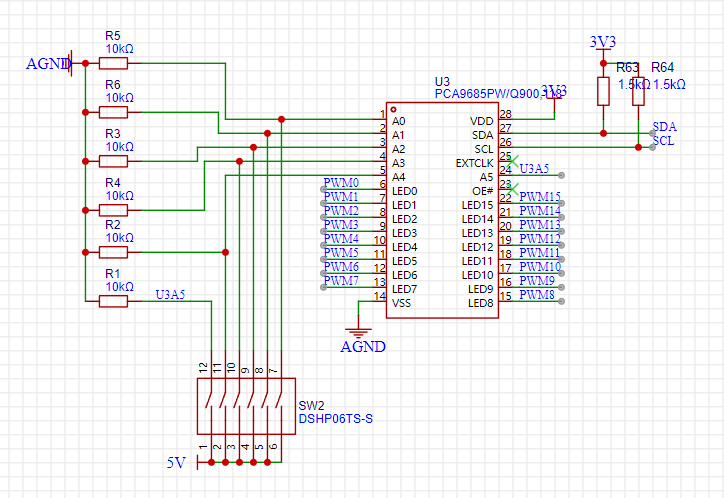 R5
10kΩ
AGND
R6
10kΩ
R3
10kΩ
R4
10kΩ
R2
10kΩ
R1
10kΩ
U3A5
U3
PCA9685PW/Q900,118
3V3
1 A0 VDD 28
2 A1 SDA 27 SDA
3 A2 SCL 26 SCL
4 A3 EXTCLK 25
5 A4 A5 24 U3A5
PWM0 6 LED0 OE# 23
PWM1 7 LED1 LED15 22 PWM15
PWM2 8 LED2 LED14 21 PWM14
PWM3 9 LED3 LED13 20 PWM13
PWM4 10 LED4 LED12 19 PWM12
PWM5 11 LED5 LED11 18 PWM11
PWM6 12 LED6 LED10 17 PWM10
PWM7 13 LED7 LED9 16 PWM9
14 VSS LED8 15 PWM8
AGND
3V3
R63
1.5kΩ
R64
1.5kΩ
12 11 10 9 8 7
SW2
DSHP06TS-S
1 2 3 4 5 6
5V